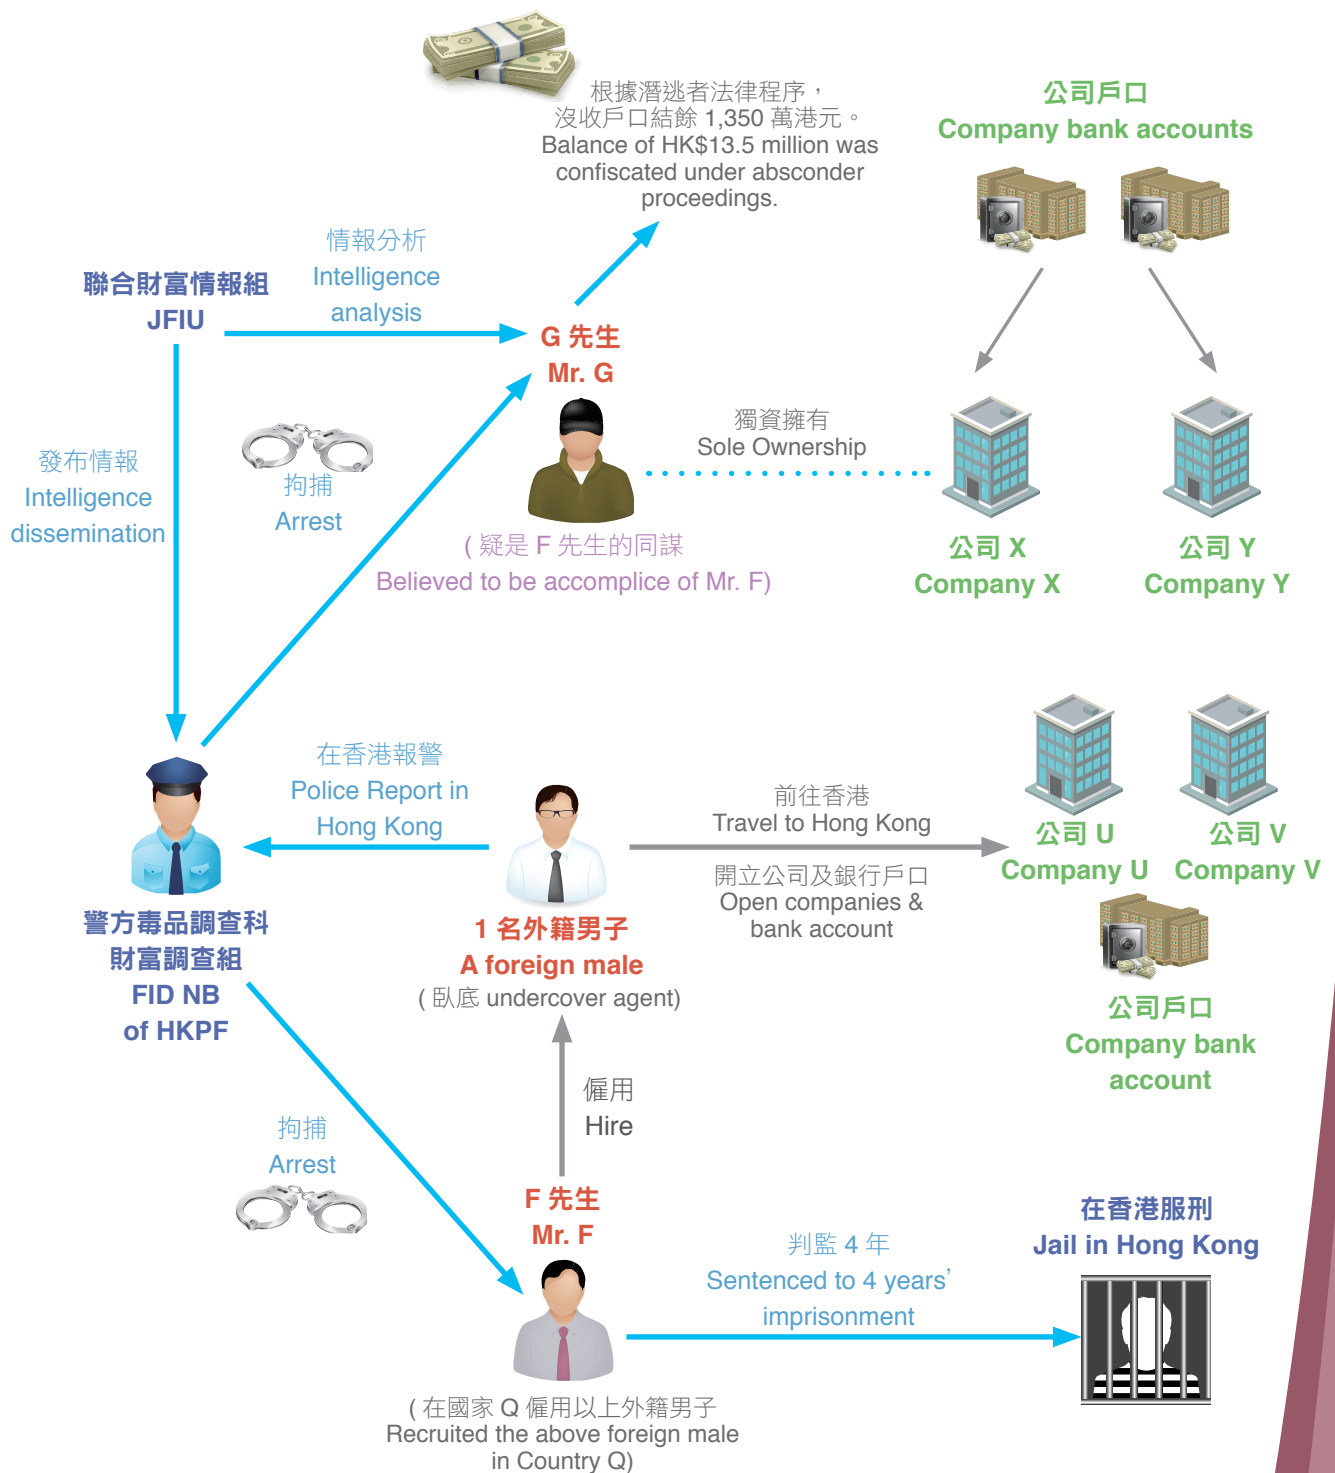 根據潛逃者法律程序，
沒收戶口結餘 1,350 萬港元。
Balance of HK$13.5 million was
confiscated under absconder
proceedings.
公司戶口
Company bank accounts
情報分析
Intelligence
analysis
聯合財富情報組
JFIU
G 先生
Mr. G
獨資擁有
Sole Ownership
發布情報
Intelligence
dissemination
拘捕
Arrest
( 疑是 F 先生的同謀
Believed to be accomplice of Mr. F)
公司 X
Company X
公司 Y
Company Y
在香港報警
Police Report in
Hong Kong
前往香港
Travel to Hong Kong
開立公司及銀行戶口
Open companies &
bank account
公司 U
Company U
公司 V
Company V
警方毒品調查科
財富調查組
FID NB
of HKPF
1 名外籍男子
A foreign male
( 臥底 undercover agent)
公司戶口
Company bank
account
僱用
Hire
拘捕
Arrest
F 先生
Mr. F
判監 4 年
Sentenced to 4 years’
imprisonment
在香港服刑
Jail in Hong Kong
( 在國家 Q 僱用以上外籍男子
Recruited the above foreign male
in Country Q)